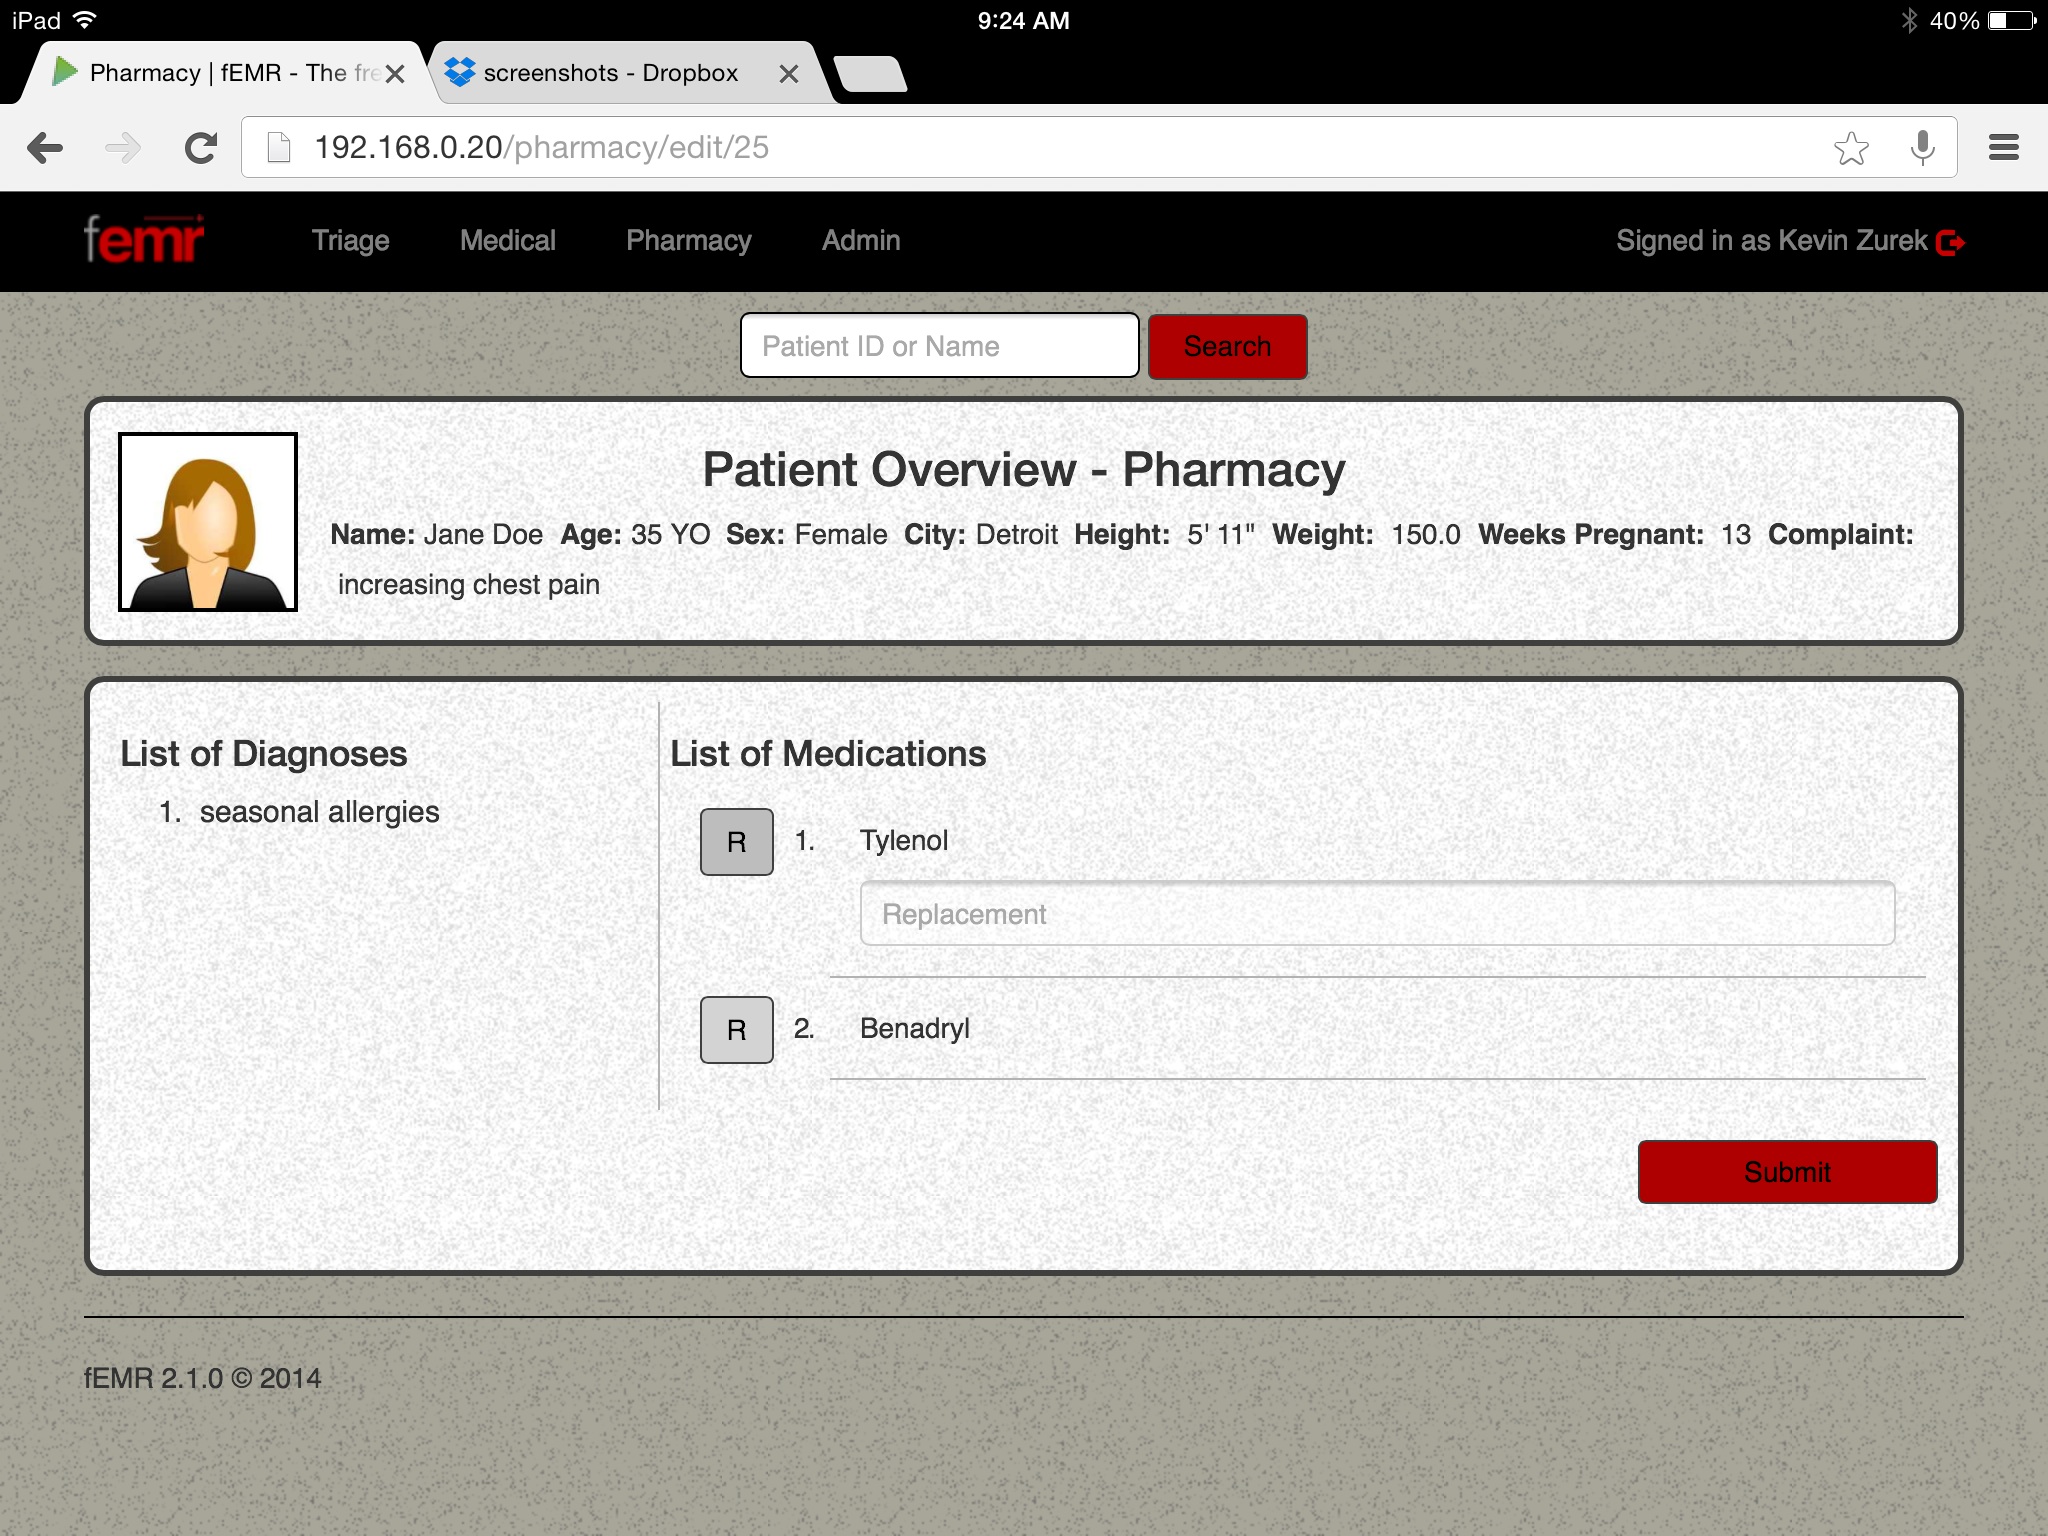 iPad 9:24 AM 40%
Pharmacy | fEMR - The fre screenshots - Dropbox
192.168.0.20/pharmacy/edit/25
femr Triage Medical Pharmacy Admin Signed in as Kevin Zurek
Patient ID or Name Search
Patient Overview - Pharmacy
Name: Jane Doe Age: 35 YO Sex: Female City: Detroit Height: 5' 11" Weight: 150.0 Weeks Pregnant: 13 Complaint:
increasing chest pain
List of Diagnoses
1. seasonal allergies
List of Medications
R 1. Tylenol
Replacement
R 2. Benadryl
Submit
fEMR 2.1.0 © 2014